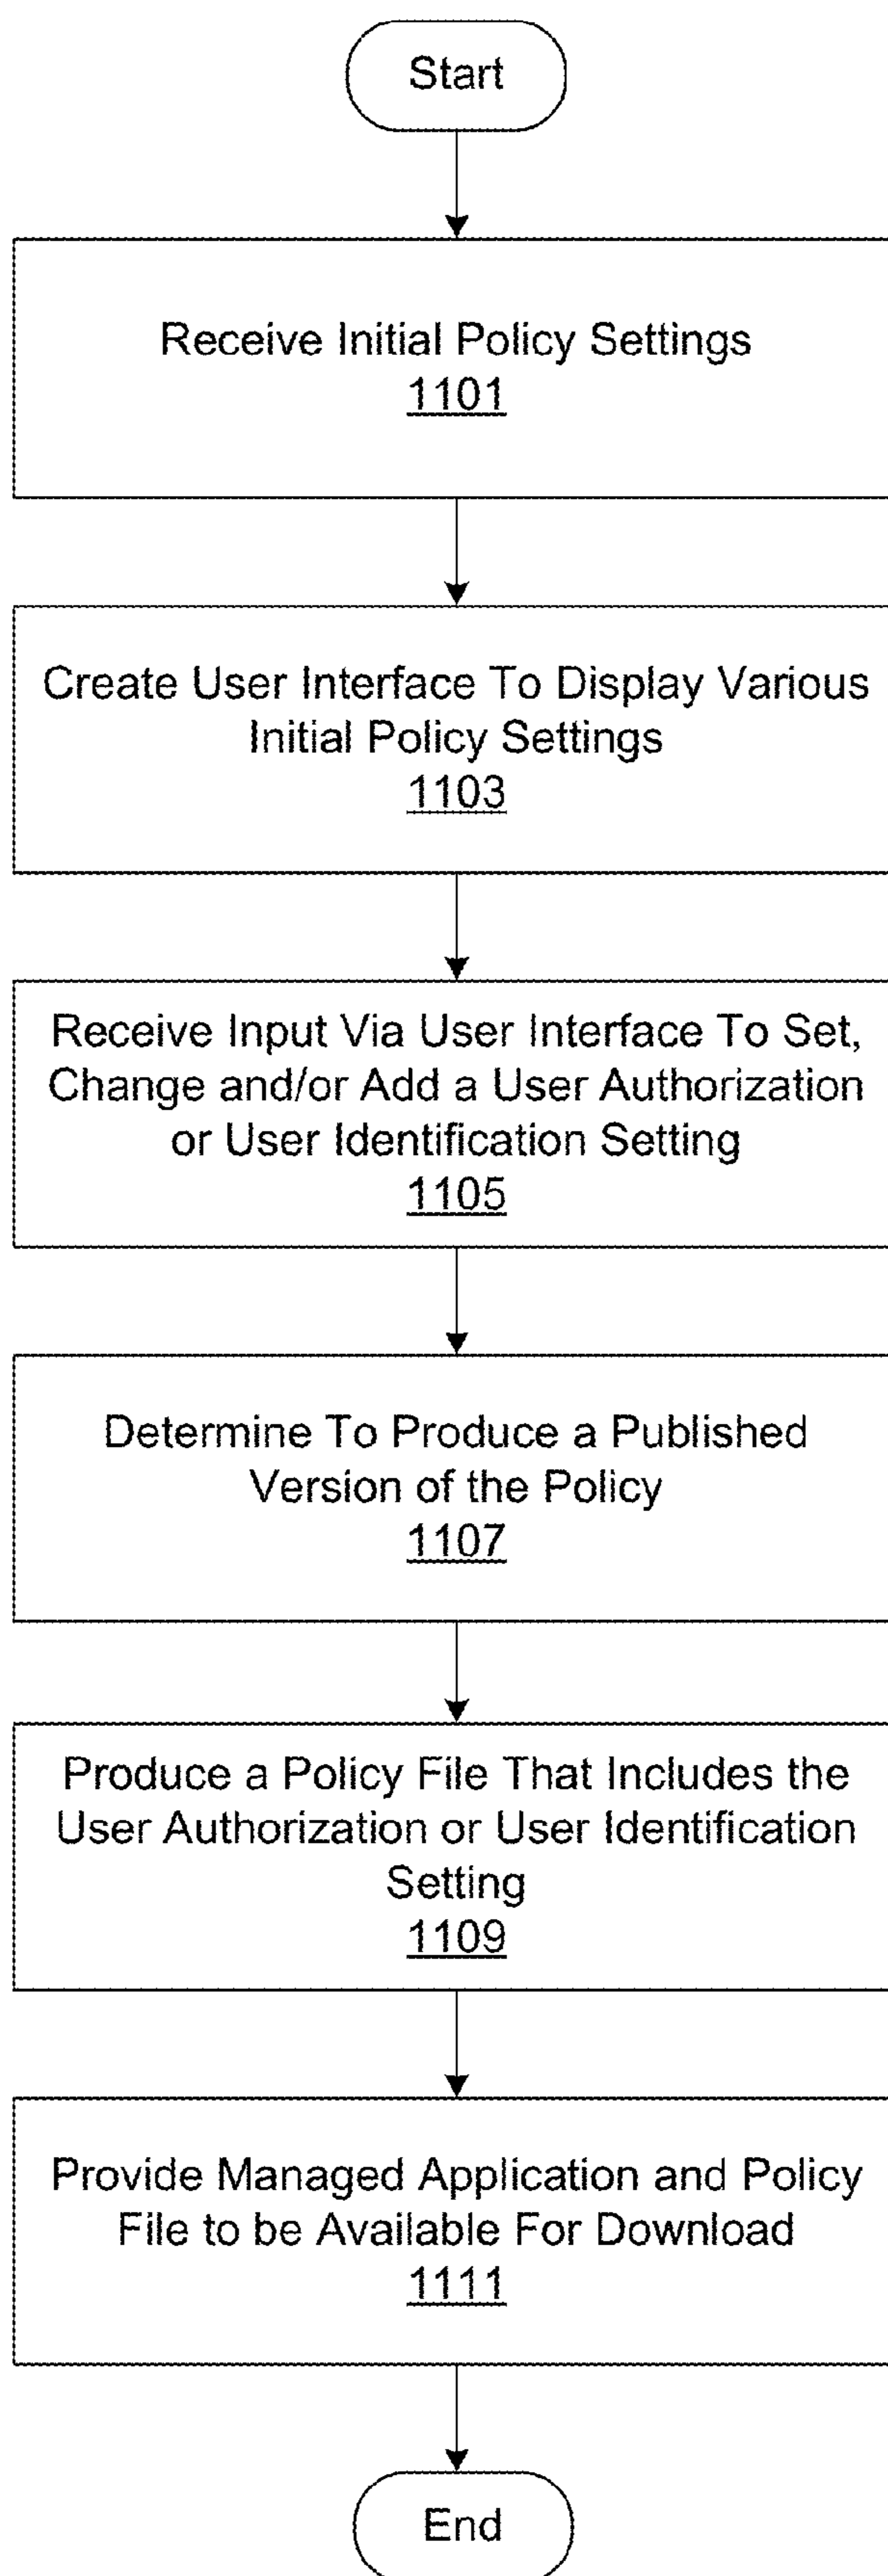 Start
Receive Initial Policy Settings
1101
Create User Interface To Display Various
Initial Policy Settings
1103
Receive Input Via User Interface To Set,
Change and/or Add a User Authorization
or User Identification Setting
1105
Determine To Produce a Published
Version of the Policy
1107
Produce a Policy File That Includes the
User Authorization or User Identification
Setting
1109
Provide Managed Application and Policy
File to be Available For Download
1111
End